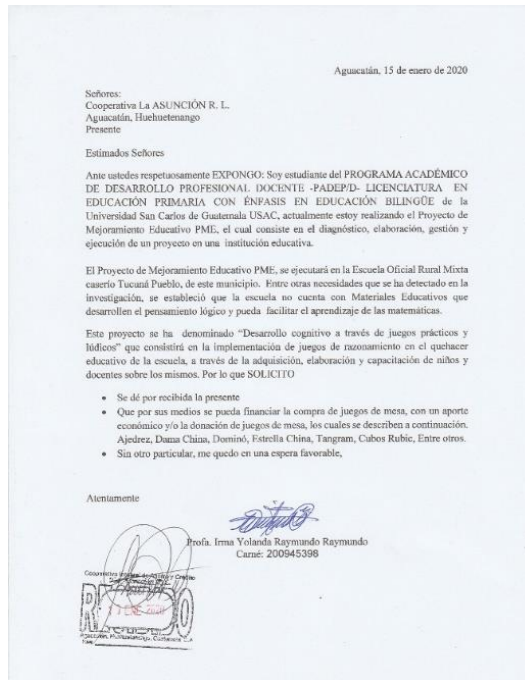 Aguacatán, 15 de enero de 2020
Señores:
Cooperativa La ASUNCIÓN R. L.
Aguacatán, Huehuetenango
Presente
Estimados Señores
Ante ustedes respetuosamente EXPONGO: Soy estudiante del PROGRAMA ACADÉMICO
DE DESARROLLO PROFESIONAL DOCENTE -PADEP/D- LICENCIATURA EN
EDUCACIÓN PRIMARIA CON ÉNFASIS EN EDUCACIÓN BILINGÜE de la
Universidad San Carlos de Guatemala USAC, actualmente estoy realizando el Proyecto de
Mejoramiento Educativo PME, el cual consiste en el diagnóstico, elaboración, gestión y
ejecución de un proyecto en una institución educativa.
El Proyecto de Mejoramiento Educativo PME, se ejecutará en la Escuela Oficial Rural Mixta
caserío Tucuná Pueblo, de este municipio. Entre otras necesidades que se ha detectado en la
investigación, se estableció que la escuela no cuenta con Materiales Educativos que
desarrollen el pensamiento lógico y pueda facilitar el aprendizaje de las matemáticas.
Este proyecto se ha denominado "Desarrollo cognitivo a través de juegos prácticos y
lúdicos" que consistirá en la implementación de juegos de razonamiento en el quehacer
educativo de la escuela, a través de la adquisición, elaboración y capacitación de niños y
docentes sobre los mismos. Por lo que SOLICITO
• Se dé por recibida la presente
• Que por sus medios se pueda financiar la compra de juegos de mesa, con un aporte
económico y/o la donación de juegos de mesa, los cuales se describen a continuación.
Ajedrez, Dama China, Dominó, Estrella China, Tangram, Cubos Rubic, Entre otros.
• Sin otro particular, me quedo en una espera favorable,
Atentamente
Profa. Irma Yolanda Raymundo Raymundo
Carné: 200945398
Cooperativa de Ahorro y Crédito
ENE 2020